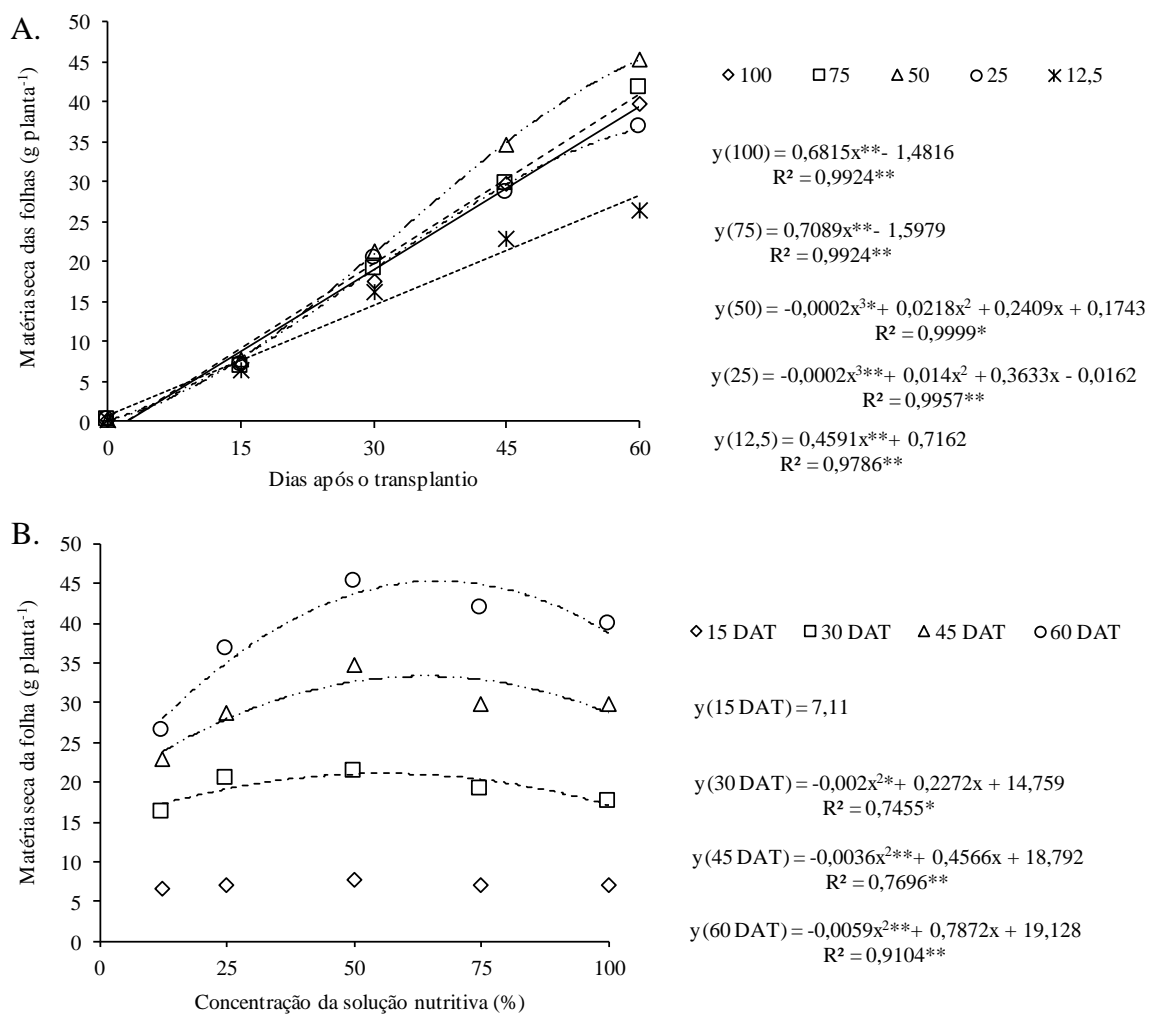 A.
50
45
40
35
30
25
20
15
10
5
0
Matéria seca das folhas (g planta-1)
0 15 30 45 60
Dias após o transplantio
100 75 50 25 12,5
y(100) = 0,6815x**- 1,4816
R² = 0,9924**
y(75) = 0,7089x**- 1,5979
R² = 0,9924**
y(50) = -0,0002x3*+ 0,0218x2 + 0,2409x + 0,1743
R² = 0,9999*
y(25) = -0,0002x3**+ 0,014x2 + 0,3633x - 0,0162
R² = 0,9957**
y(12,5) = 0,4591x**+ 0,7162
R² = 0,9786**
B.
50
45
40
35
30
25
20
15
10
5
0
Matéria seca da folha (g planta-1)
0 25 50 75 100
Concentração da solução nutritiva (%)
15 DAT 30 DAT 45 DAT 60 DAT
y(15 DAT) = 7,11
y(30 DAT) = -0,002x2*+ 0,2272x + 14,759
R² = 0,7455*
y(45 DAT) = -0,0036x2**+ 0,4566x + 18,792
R² = 0,7696**
y(60 DAT) = -0,0059x2**+ 0,7872x + 19,128
R² = 0,9104**